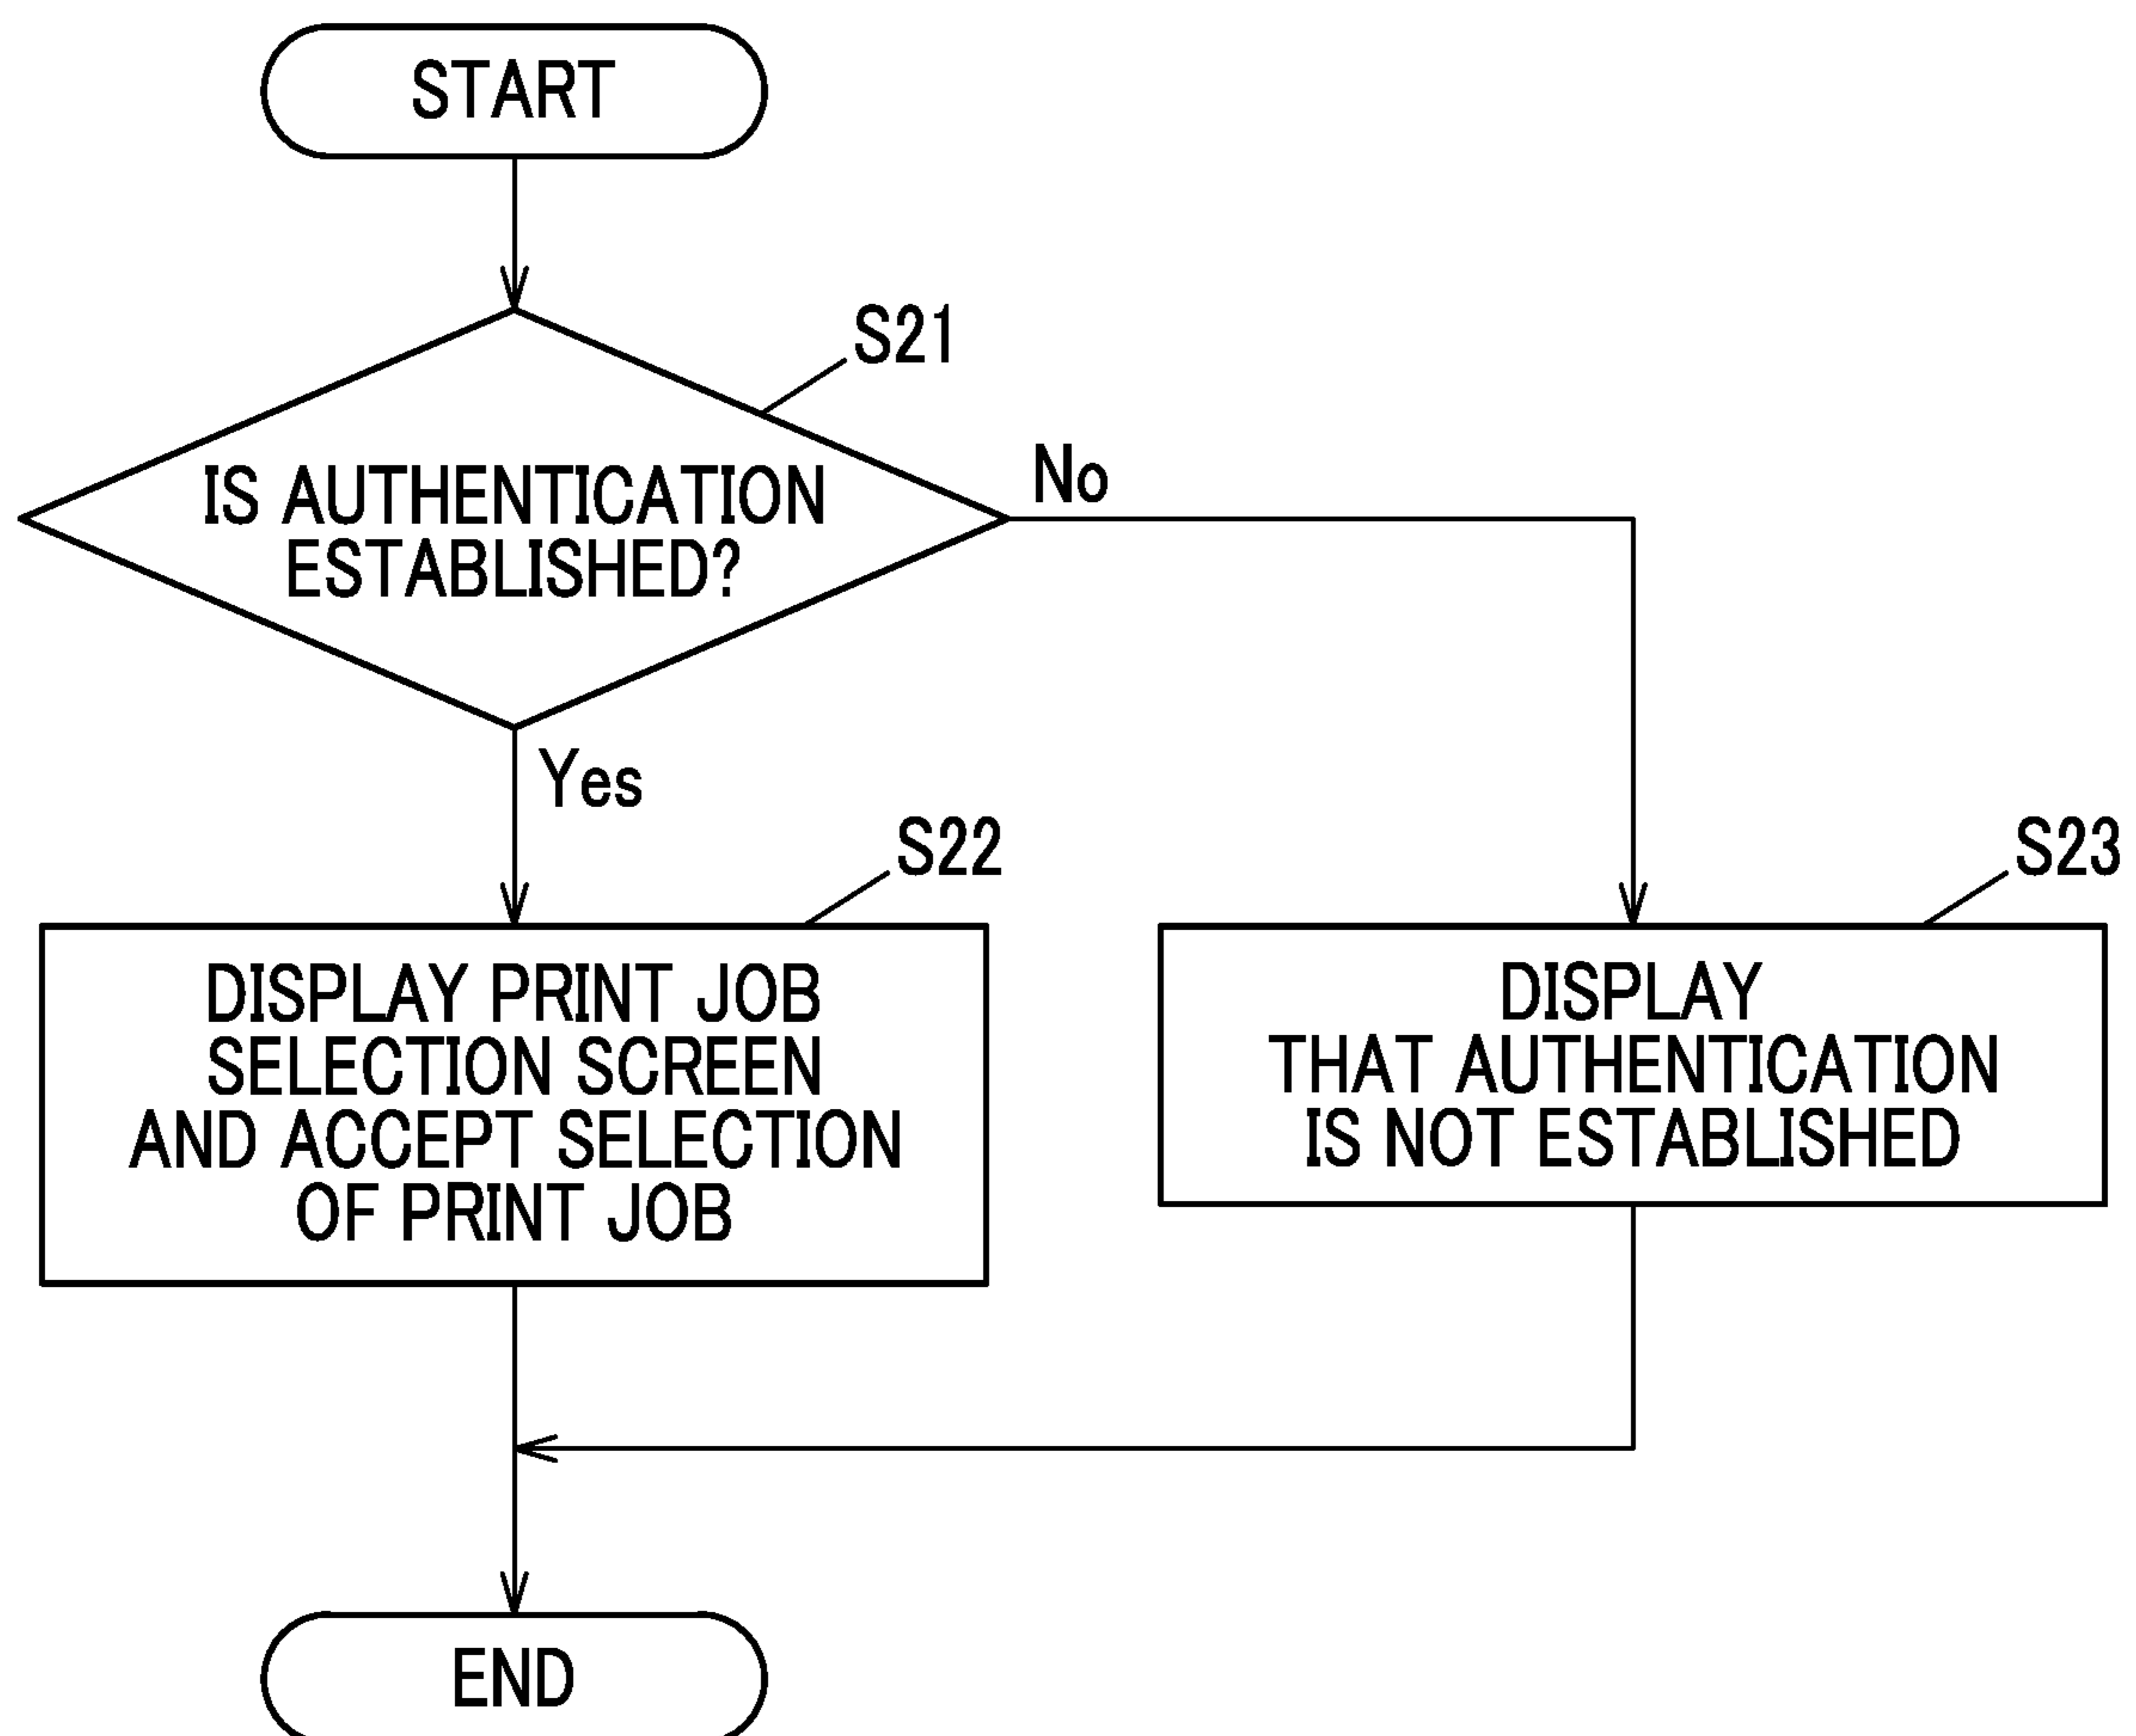 START
S21
IS AUTHENTICATION
ESTABLISHED?
No
Yes
S22
DISPLAY PRINT JOB
SELECTION SCREEN
AND ACCEPT SELECTION
OF PRINT JOB
S23
DISPLAY
THAT AUTHENTICATION
IS NOT ESTABLISHED
END